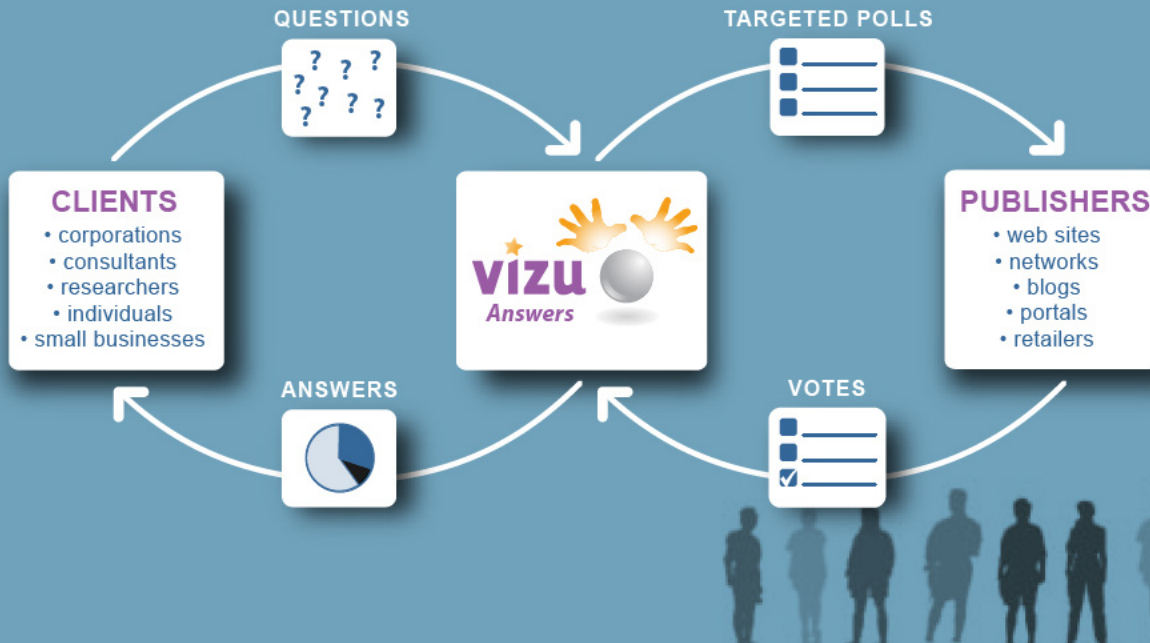 QUESTIONS
TARGETED POLLS
? ? ? ? ? ? ? ?
CLIENTS
• corporations
• consultants
• researchers
• individuals
• small businesses
vizu
Answers
PUBLISHERS
• web sites
• networks
• blogs
• portals
• retailers
ANSWERS
VOTES